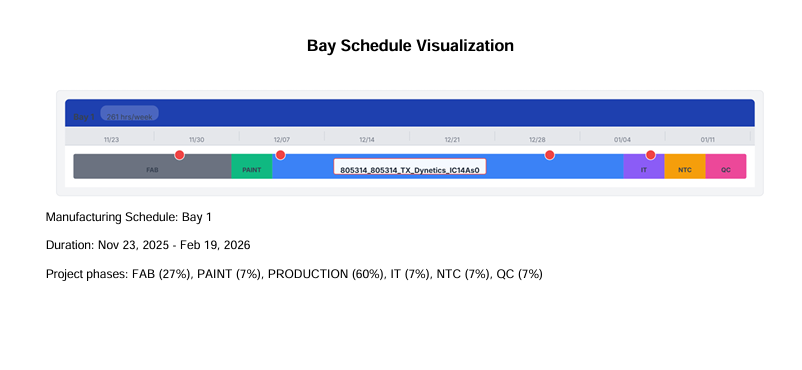 Bay Schedule Visualization
Bay 1 261 hrs/week
11/23 11/30 12/07 12/14 12/21 12/28 01/04 01/11
FAB PAINT 805314_805314_TX_Dynetics_IC14As0 IT NTC QC
Manufacturing Schedule: Bay 1
Duration: Nov 23, 2025 - Feb 19, 2026
Project phases: FAB (27%), PAINT (7%), PRODUCTION (60%), IT (7%), NTC (7%), QC (7%)